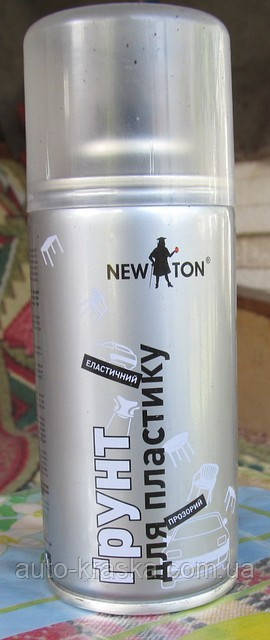 NEW TON®
ЕЛАСТИЧНИЙ
Грунт
для пластику
ПРОЗОРИЙ
auto-kraska.com.ua